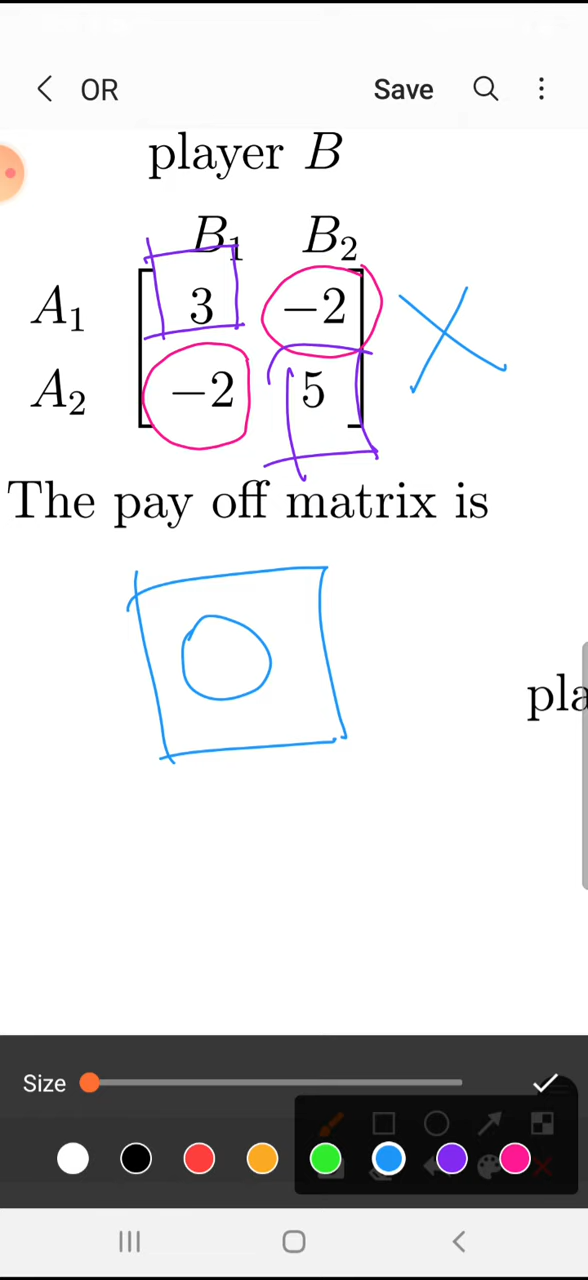 OR Save
player B
B₁ B₂
A₁ 3 −2
A₂ −2 5
The pay off matrix is
pla
Size